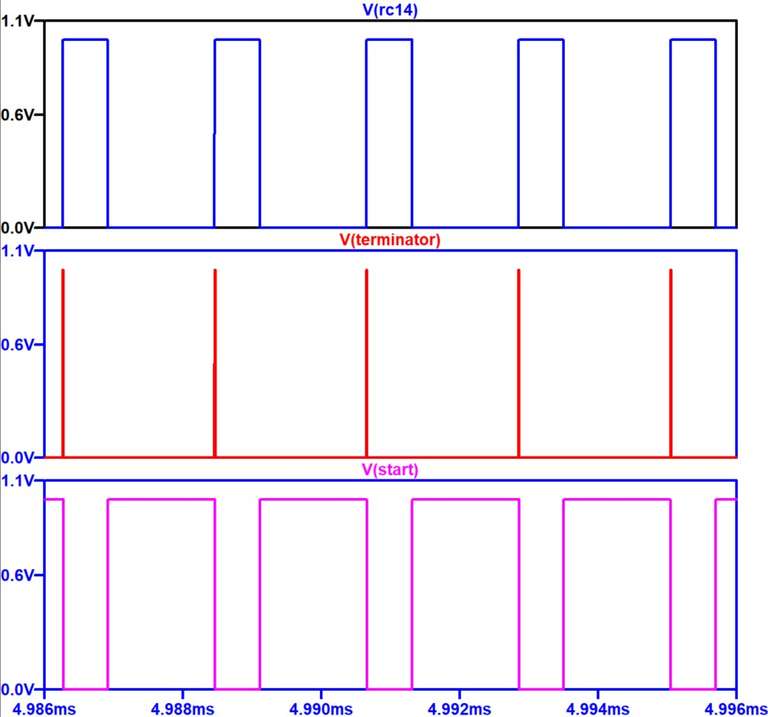 V(rc14)
1.1V
0.6V
0.0V
V(terminator)
1.1V
0.6V
0.0V
V(start)
1.1V
0.6V
0.0V
4.986ms 4.988ms 4.990ms 4.992ms 4.994ms 4.996ms